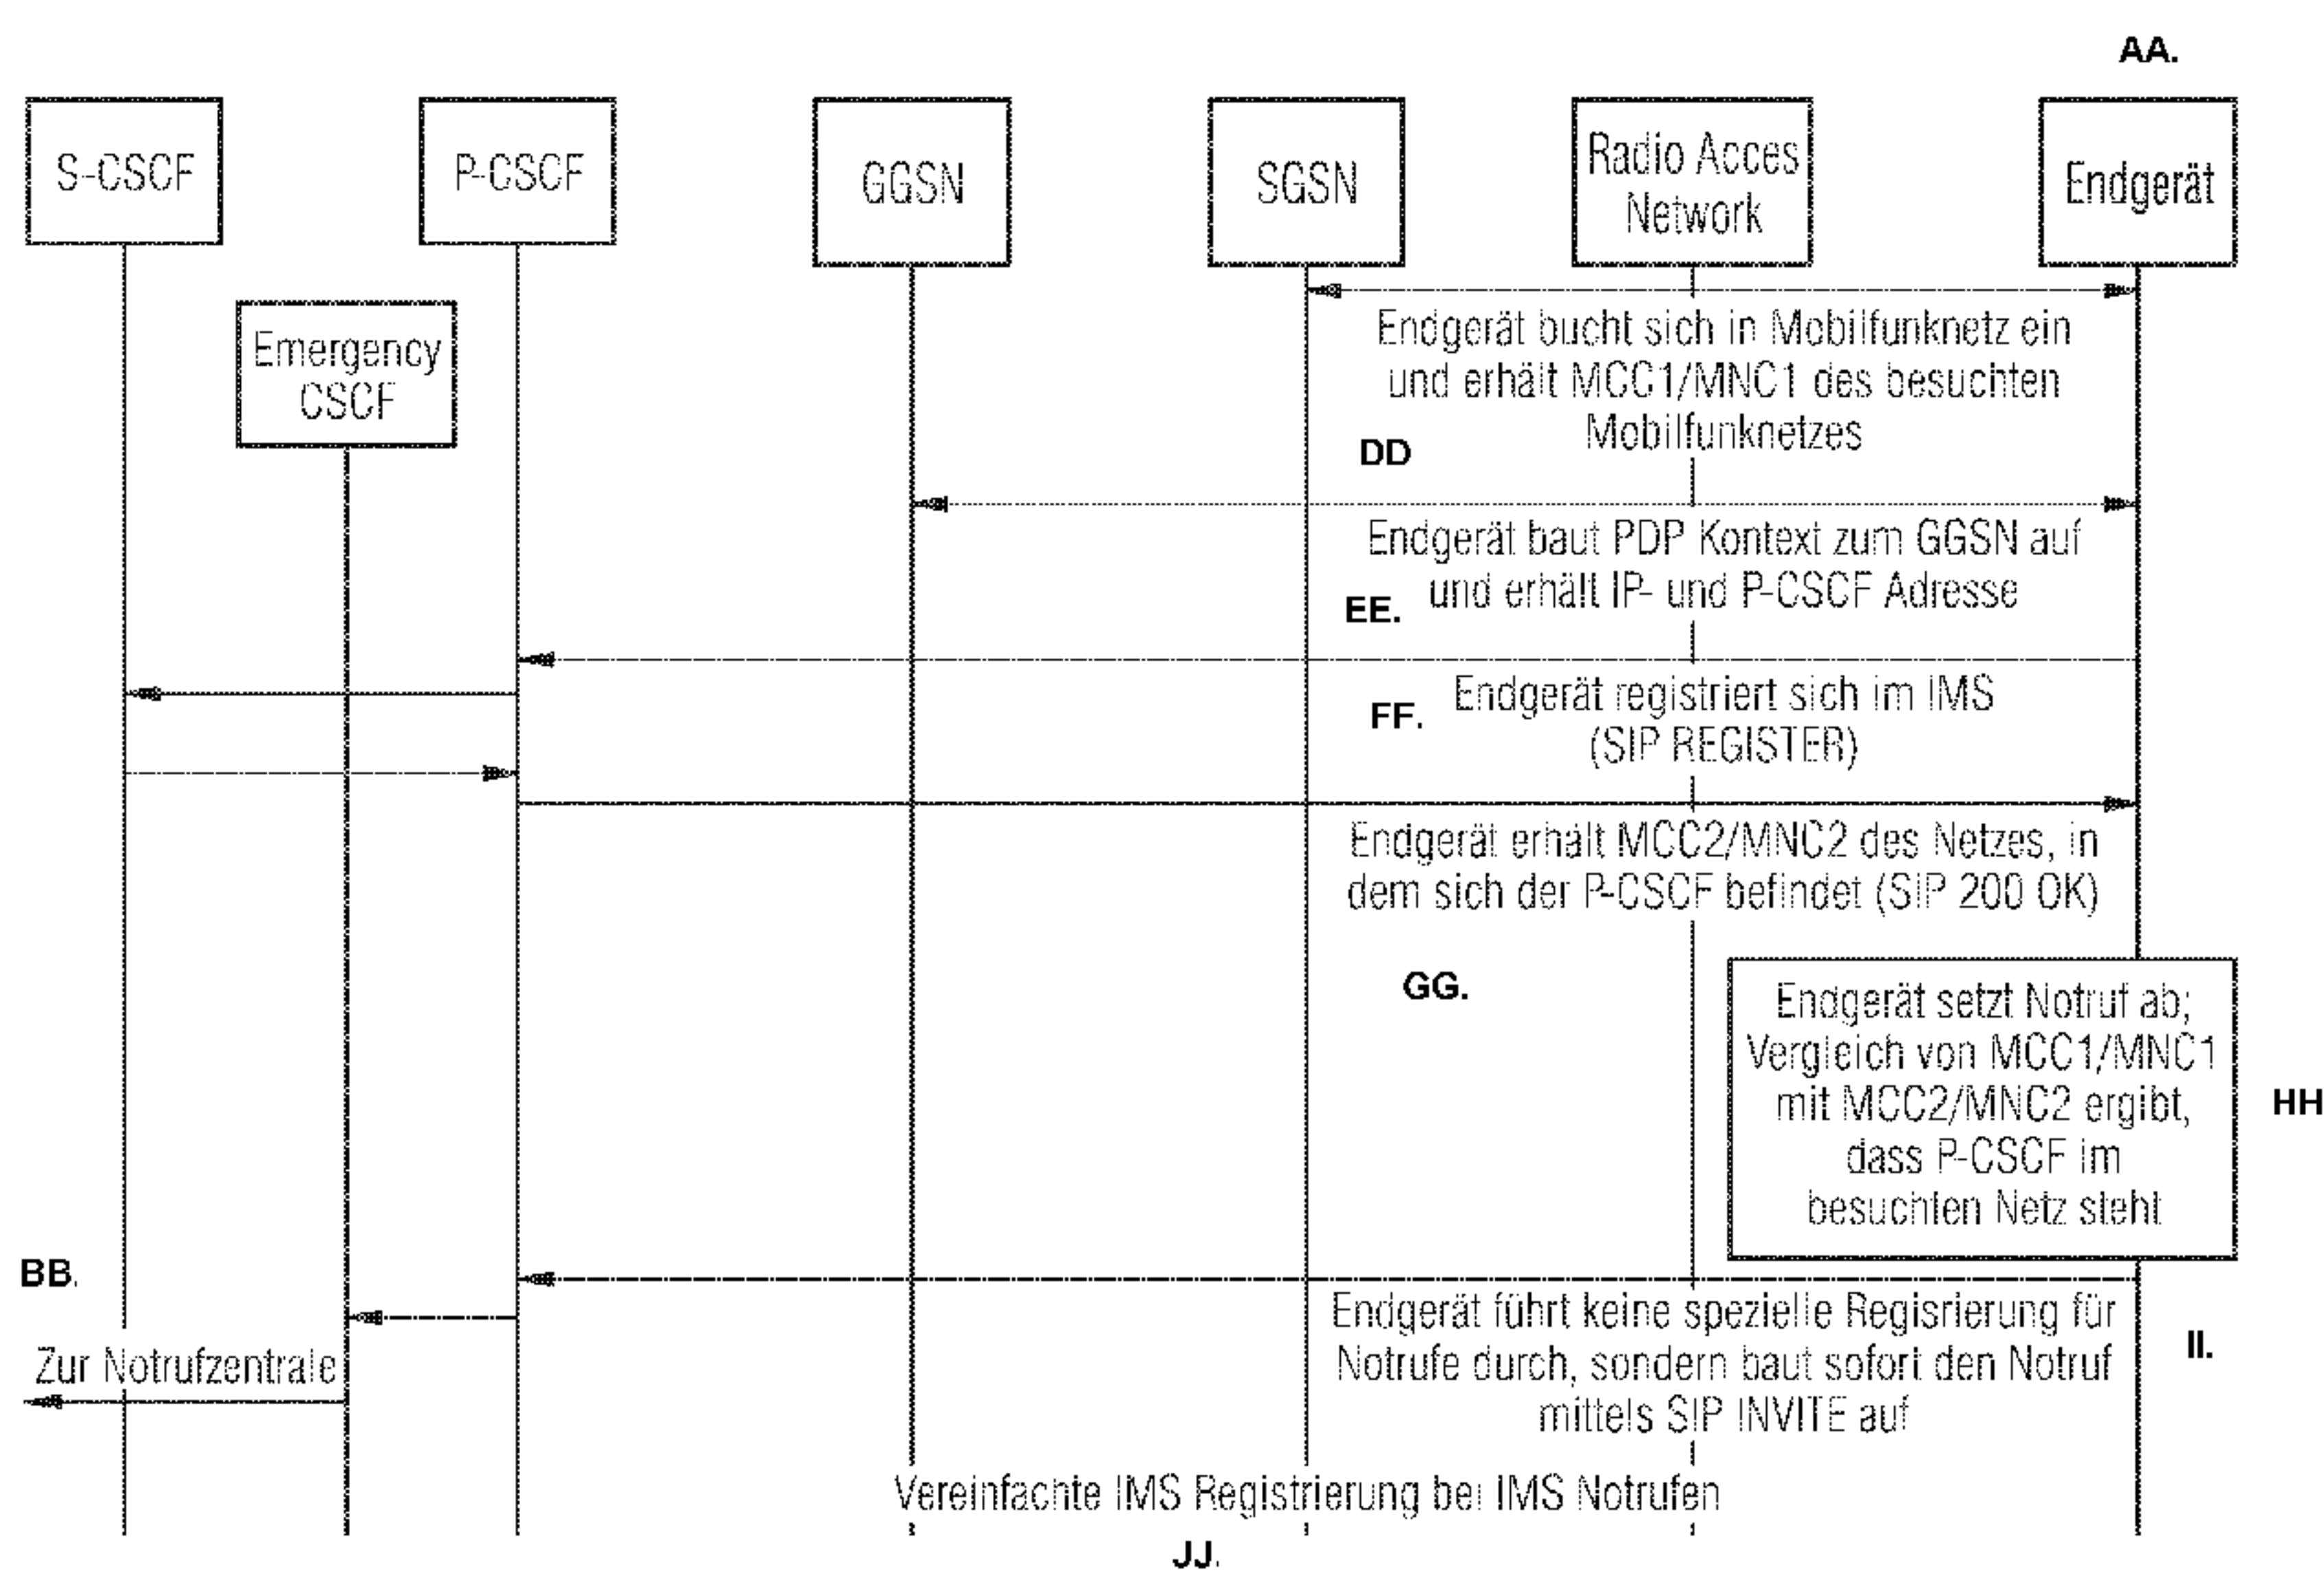 AA.
S-CSCF
P-CSCF
GGSN
SGSN
Radio Acces
Network
Endgerät
Emergency
CSCF
Endgerät bucht sich in Mobilfunknetz ein
und erhält MCC1/MNC1 des besuchten
Mobilfunknetzes
DD
Endgerät baut PDP Kontext zum GGSN auf
und erhält IP- und P-CSCF Adresse
EE.
Endgerät registriert sich im IMS
(SIP REGISTER)
FF.
Endgerät erhält MCC2/MNC2 des Netzes, in
dem sich der P-CSCF befindet (SIP 200 OK)
GG.
Endgerät setzt Notruf ab;
Vergleich von MCC1/MNC1
mit MCC2/MNC2 ergibt,
dass P-CSCF im
besuchten Netz steht
HH
BB.
Endgerät führt keine spezielle Regisrierung für
Notrufe durch, sondern baut sofort den Notruf
mittels SIP INVITE auf
II.
Zur Notrufzentrale
Vereinfachte IMS Registrierung bei IMS Notrufen
JJ.